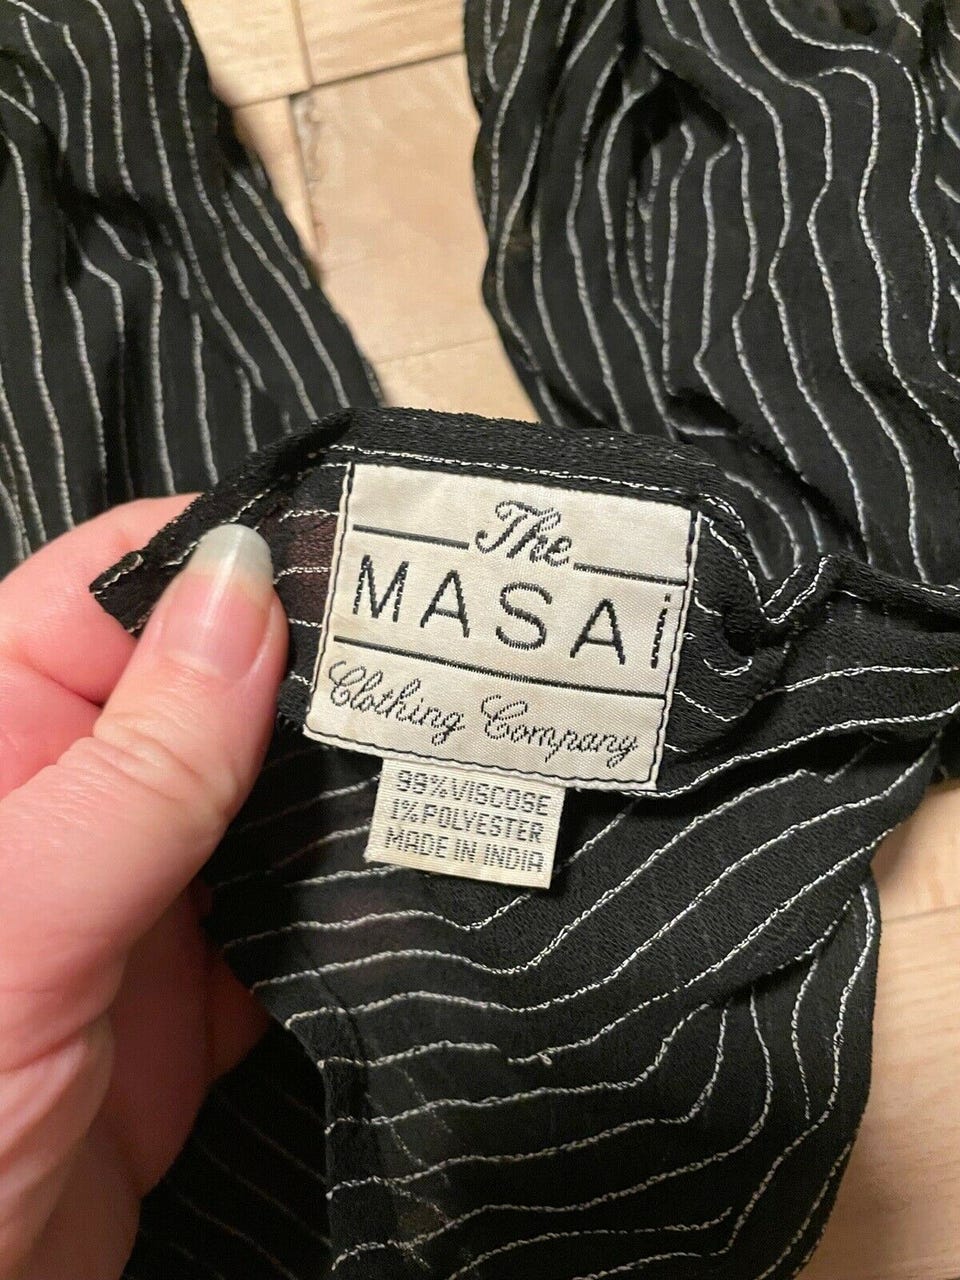 The
MASAi
Clothing Company
99%VISCOSE
1%POLYESTER
MADE IN INDIA